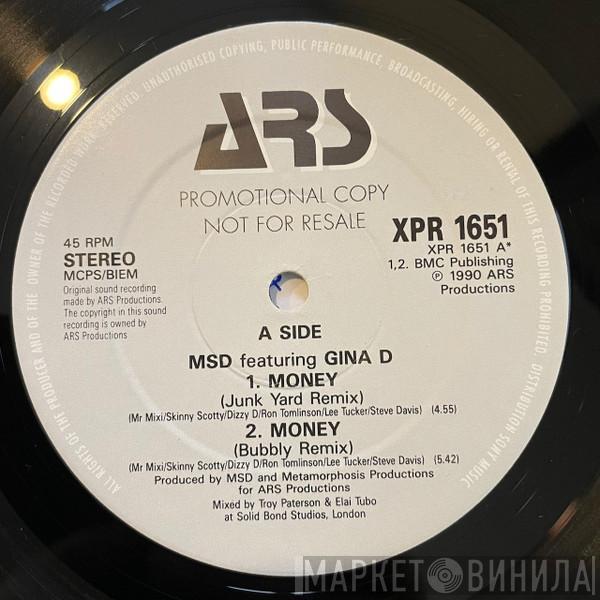 ALL RIGHTS OF THE PRODUCER AND OF THE OWNER OF THE RECORDED WORK RESERVED. UNAUTHORISED COPYING, PUBLIC PERFORMANCE, BROADCASTING, HIRING OR RENTAL OF THIS RECORDING PROHIBITED. DISTRIBUTION SONY MUSIC.
ARS
PROMOTIONAL COPY
NOT FOR RESALE
45 RPM
STEREO
MCPS/BIEM
Original sound recording
made by ARS Productions.
The copyright in this sound
recording is owned by
ARS Productions
XPR 1651
XPR 1651 A*
1,2. BMC Publishing
℗ 1990 ARS
Productions
A SIDE
MSD featuring GINA D
1. MONEY
(Junk Yard Remix)
(Mr Mixi/Skinny Scotty/Dizzy D/Ron Tomlinson/Lee Tucker/Steve Davis) (4.55)
2. MONEY
(Bubbly Remix)
(Mr Mixi/Skinny Scotty/Dizzy D/Ron Tomlinson/Lee Tucker/Steve Davis) (5.42)
Produced by MSD and Metamorphosis Productions
for ARS Productions
Mixed by Troy Paterson & Elai Tubo
at Solid Bond Studios, London
МАРКЕТ ВИНИЛА